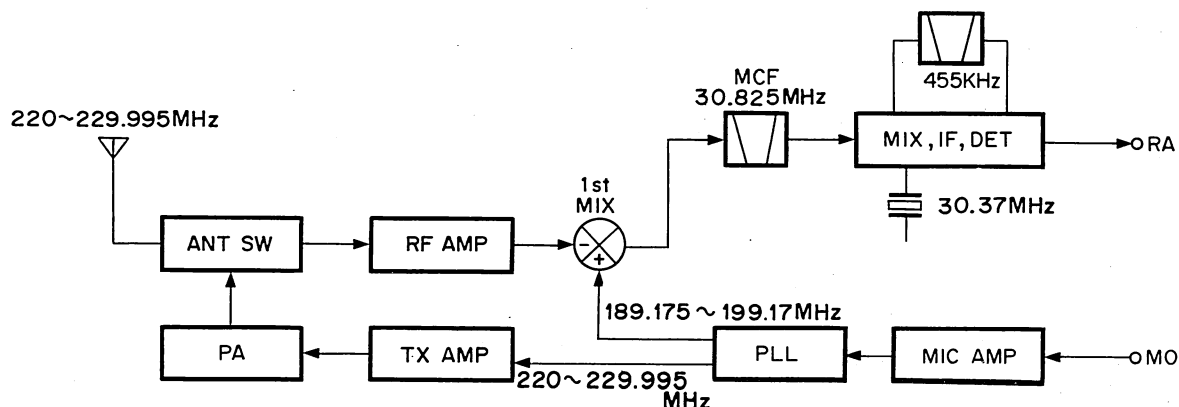 MCF
30.825MHz
455KHz
220~229.995MHz
MIX, IF, DET
RA
30.37MHz
1st
MIX
ANT SW
RF AMP
-
+
189.175~199.17MHz
PA
TX AMP
PLL
MIC AMP
MO
220~229.995
MHz